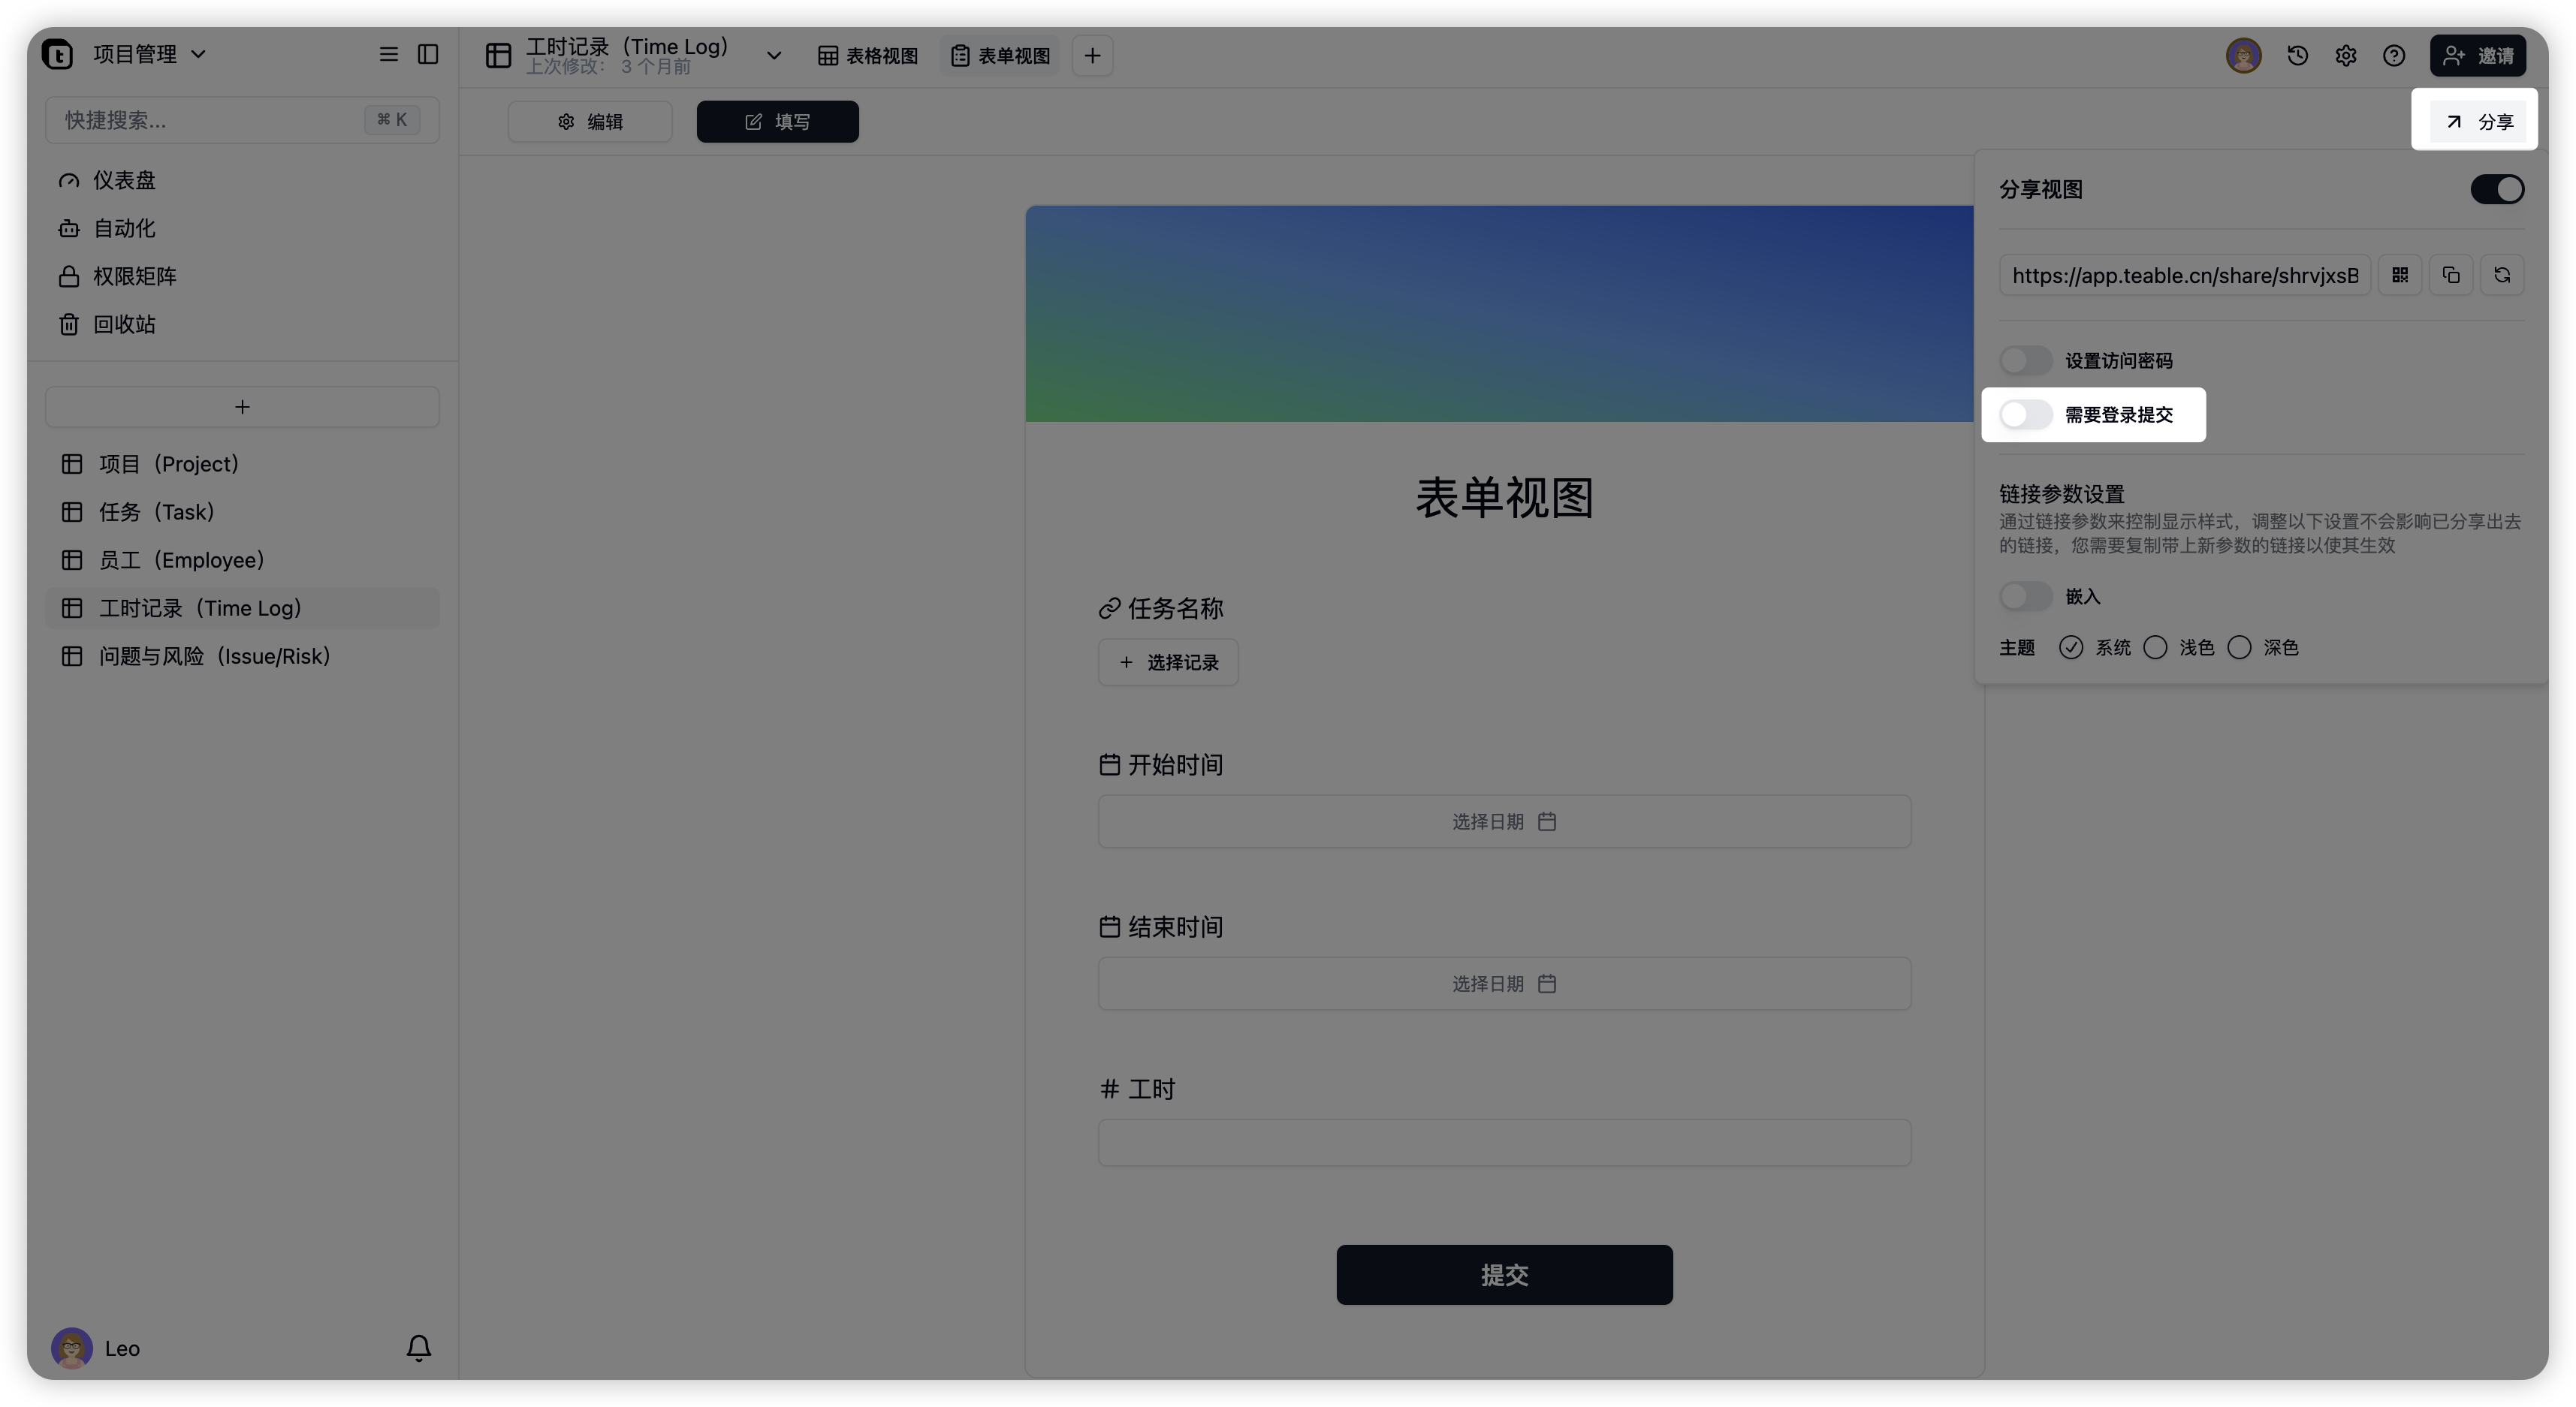 项目管理
快捷搜索...
⌘ K
仪表盘
自动化
权限矩阵
回收站
项目（Project）
任务（Task）
员工（Employee）
工时记录（Time Log）
问题与风险（Issue/Risk）
Leo
工时记录（Time Log）
上次修改： 3 个月前
表格视图
表单视图
邀请
编辑
填写
分享
表单视图
任务名称
选择记录
开始时间
选择日期
结束时间
选择日期
工时
提交
分享视图
https://app.teable.cn/share/shrvjxsB
设置访问密码
需要登录提交
链接参数设置
通过链接参数来控制显示样式，调整以下设置不会影响已分享出去
的链接，您需要复制带上新参数的链接以使其生效
嵌入
主题 系统 浅色 深色